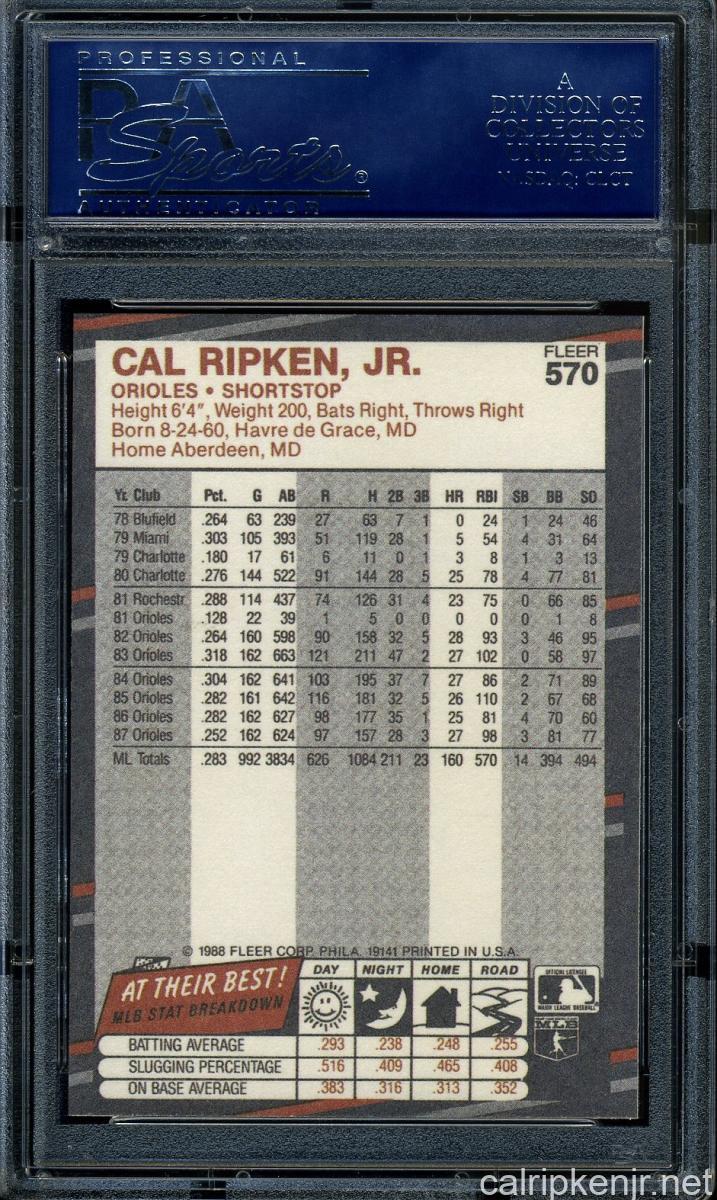 PROFESSIONAL
PSA
Sports®
AUTHENTICATOR
A
DIVISION OF
COLLECTORS
UNIVERSE
NASDAQ: CLCT
CAL RIPKEN, JR.
FLEER
570
ORIOLES • SHORTSTOP
Height 6'4", Weight 200, Bats Right, Throws Right
Born 8-24-60, Havre de Grace, MD
Home Aberdeen, MD
Yr. Club Pct. G AB R H 2B 3B HR RBI SB BB SO
78 Blufield .264 63 239 27 63 7 1 0 24 1 24 46
79 Miami .303 105 393 51 119 28 1 5 54 4 31 64
79 Charlotte .180 17 61 6 11 0 1 3 8 1 3 13
80 Charlotte .276 144 522 91 144 28 5 25 78 4 77 81
81 Rochestr .288 114 437 74 126 31 4 23 75 0 66 85
81 Orioles .128 22 39 1 5 0 0 0 0 0 1 8
82 Orioles .264 160 598 90 158 32 5 28 93 3 46 95
83 Orioles .318 162 663 121 211 47 2 27 102 0 58 97
84 Orioles .304 162 641 103 195 37 7 27 86 2 71 89
85 Orioles .282 161 642 116 181 32 5 26 110 2 67 68
86 Orioles .282 162 627 98 177 35 1 25 81 4 70 60
87 Orioles .252 162 624 97 157 28 3 27 98 3 81 77
ML Totals .283 992 3834 626 1084 211 23 160 570 14 394 494
© 1988 FLEER CORP. PHILA. 19141 PRINTED IN U.S.A.
AT THEIR BEST!
MLB STAT BREAKDOWN
DAY NIGHT HOME ROAD
OFFICIAL LICENSEE
MAJOR LEAGUE BASEBALL
MLB
BATTING AVERAGE .293 .238 .248 .255
SLUGGING PERCENTAGE .516 .409 .465 .408
ON BASE AVERAGE .383 .316 .313 .352
calripkenjr.net